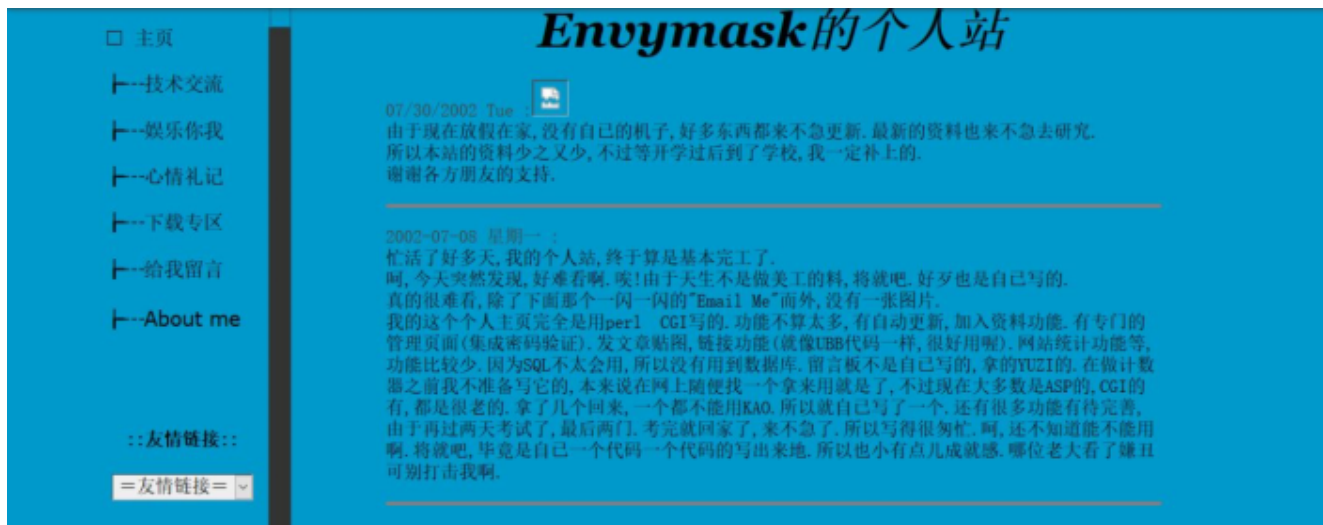 □ 主页
├---技术交流
├---娱乐你我
├---心情礼记
├---下载专区
├---给我留言
├---About me
::友情链接::
=友情链接=
Envymask的个人站
07/30/2002 Tue :
由于现在放假在家,没有自已的机子,好多东西都来不急更新.最新的资料也来不急去研究.
所以本站的资料少之又少,不过等开学过后到了学校,我一定补上的.
谢谢各方朋友的支持.
2002-07-08 星期一 :
忙活了好多天,我的个人站,终于算是基本完工了.
呵,今天突然发现,好难看啊.唉!由于天生不是做美工的料,将就吧.好歹也是自己写的.
真的很难看,除了下面那个一闪一闪的"Email Me"而外,没有一张图片.
我的这个个人主页完全是用perl CGI写的.功能不算太多,有自动更新,加入资料功能.有专门的
管理页面(集成密码验证).发文章贴图,链接功能(就像UBB代码一样,很好用喔).网站统计功能等,
功能比较少.因为SQL不太会用,所以没有用到数据库.留言板不是自己写的,拿的YUZI的.在做计数
器之前我不准备写它的,本来说在网上随便找一个拿来用就是了,不过现在大多数是ASP的,CGI的
有,都是很老的.拿了几个回来,一个都不能用KAO.所以就自己写了一个.还有很多功能有待完善,
由于再过两天考试了,最后两门.考完就回家了,来不急了.所以写得很匆忙.呵,还不知道能不能用
啊.将就吧,毕竟是自己一个代码一个代码的写出来地.所以也小有点儿成就感.哪位老大看了嫌丑
可别打击我啊.